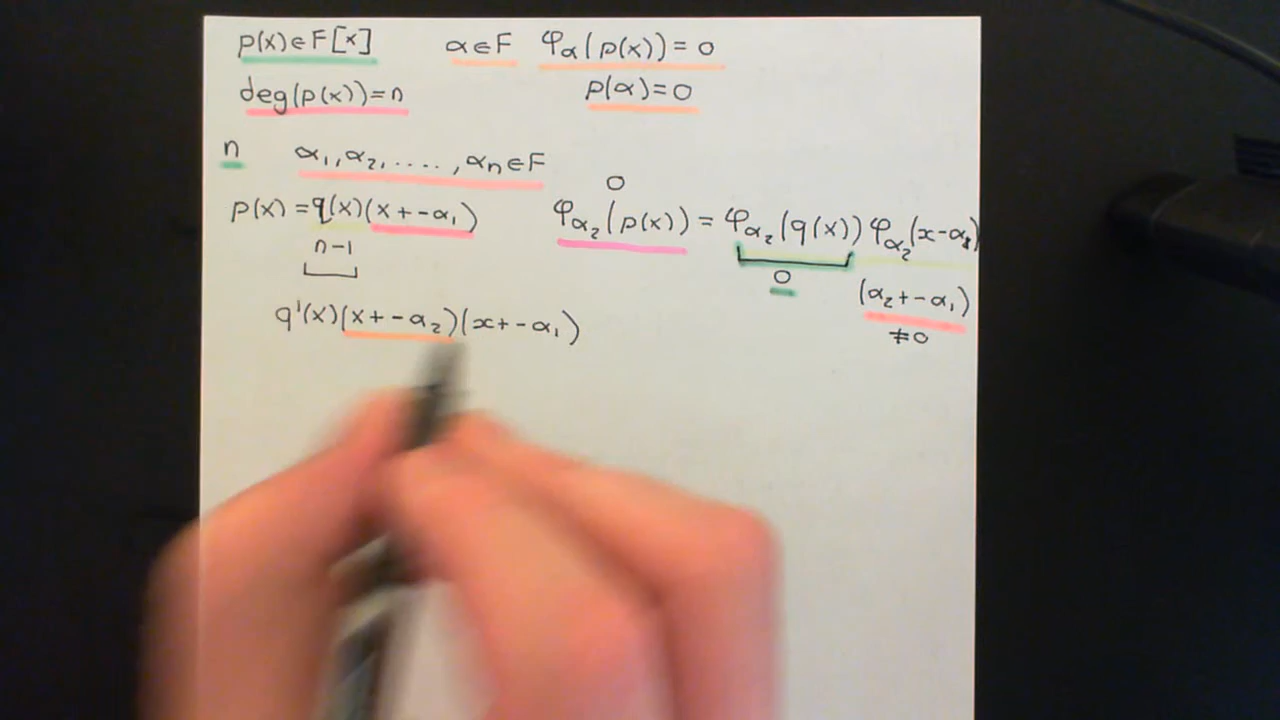 p(x)∈F[x] α∈F φα(p(x)) = 0
deg(p(x))=n p(α)=0
n α₁,α₂,....,αₙ∈F
0
p(x) = q(x)(x+-α₁) φα₂(p(x)) = φα₂(q(x)) φα₂(x-α₁)
n-1 0 (α₂+-α₁)
q'(x)(x+-α₂)(x+-α₁) ≠0